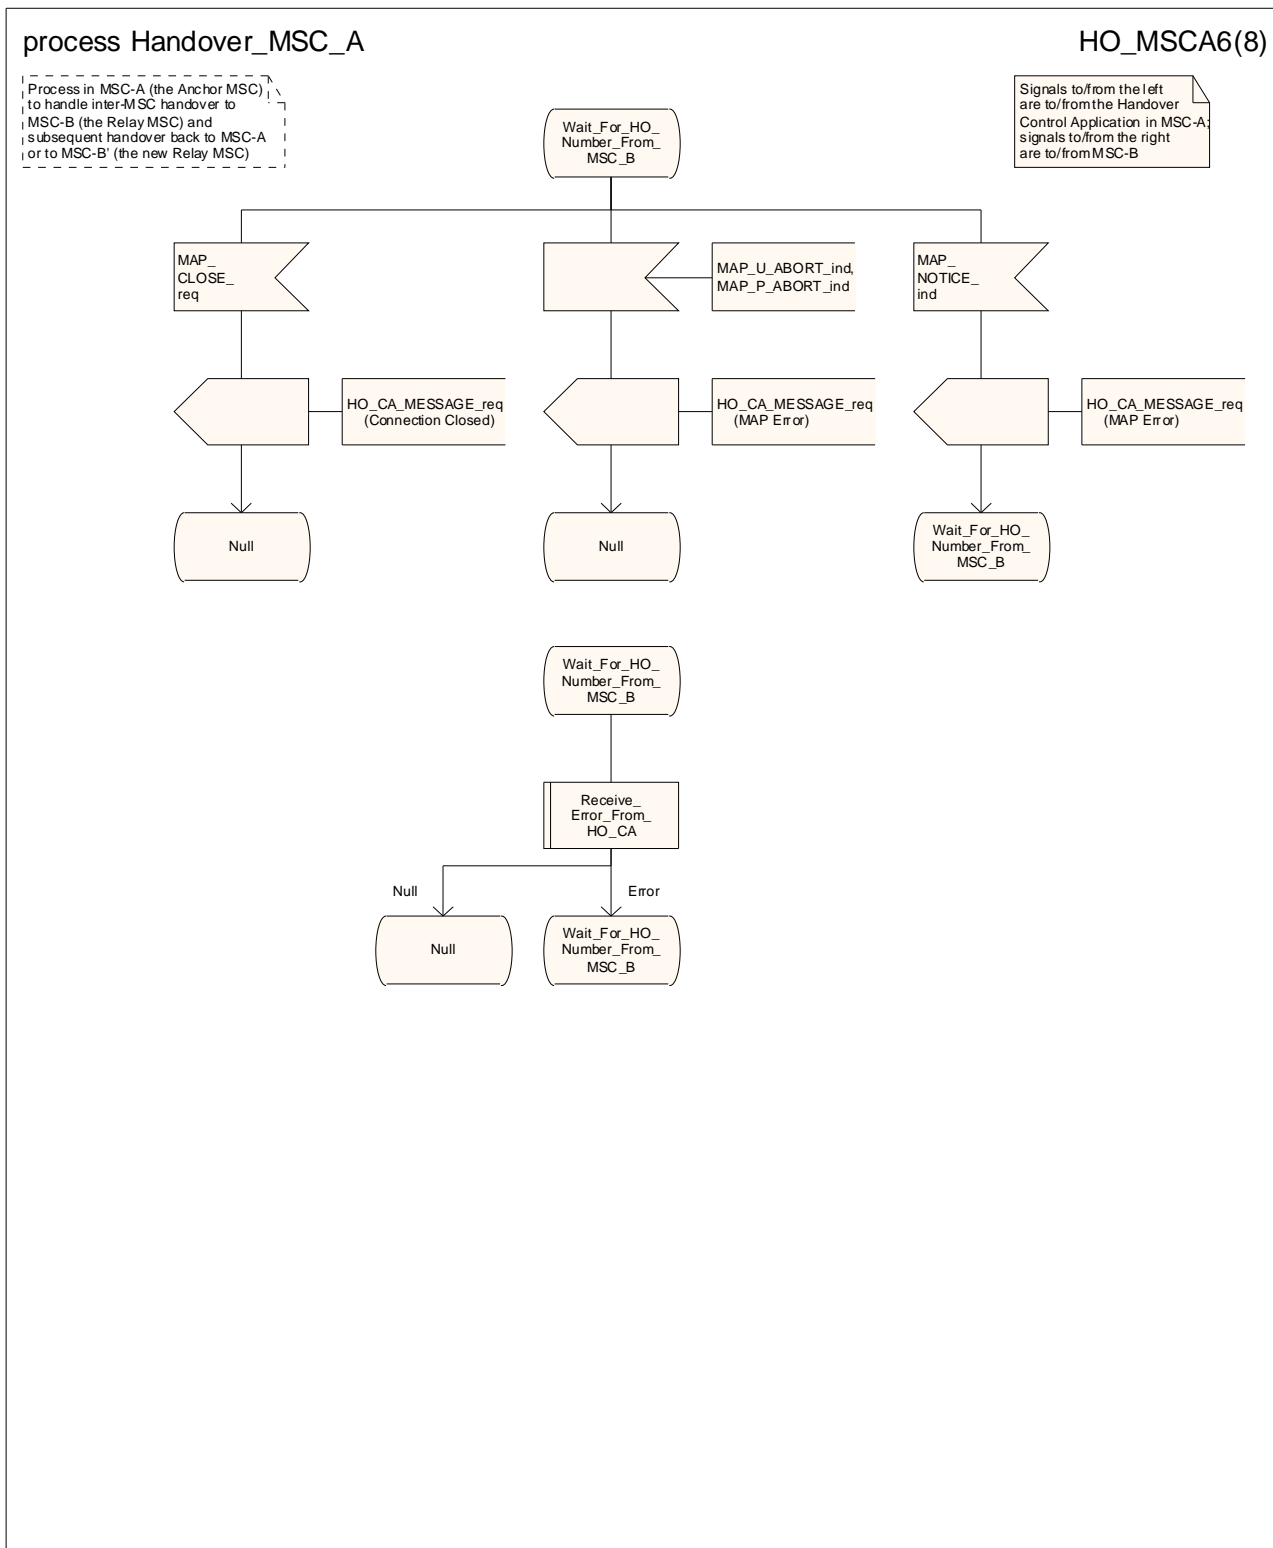 process Handover_MSC_A
HO_MSCA6(8)
Process in MSC-A (the Anchor MSC)
to handle inter-MSC handover to
MSC-B (the Relay MSC) and
subsequent handover back to MSC-A
or to MSC-B' (the new Relay MSC)
Signals to/from the left
are to/from the Handover
Control Application in MSC-A;
signals to/from the right
are to/from MSC-B
Wait_For_HO_
Number_From_
MSC_B
MAP_
CLOSE_
req
MAP_U_ABORT_ind,
MAP_P_ABORT_ind
MAP_
NOTICE_
ind
HO_CA_MESSAGE_req
(Connection Closed)
HO_CA_MESSAGE_req
(MAP Error)
HO_CA_MESSAGE_req
(MAP Error)
Null
Null
Wait_For_HO_
Number_From_
MSC_B
Wait_For_HO_
Number_From_
MSC_B
Receive_
Error_From_
HO_CA
Null
Error
Null
Wait_For_HO_
Number_From_
MSC_B